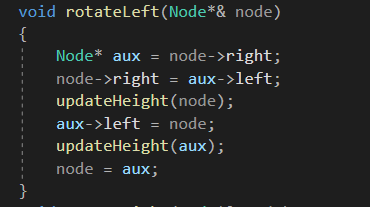 void rotateLeft(Node*& node)
{
    Node* aux = node->right;
    node->right = aux->left;
    updateHeight(node);
    aux->left = node;
    updateHeight(aux);
    node = aux;
}